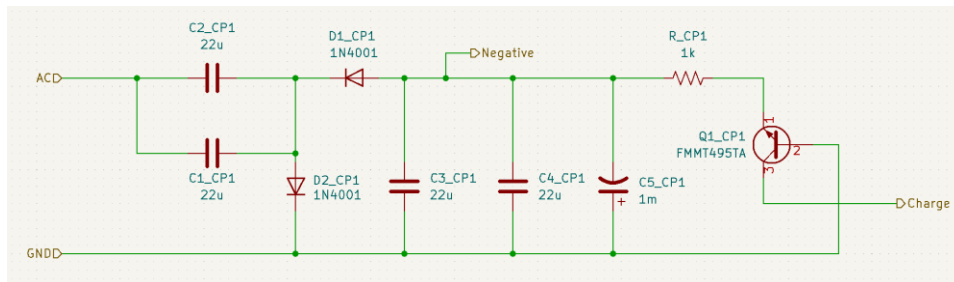 C2_CP1
22u
D1_CP1
1N4001
Negative
R_CP1
1k
AC
1
Q1_CP1
FMMT495TA
2
3
C1_CP1
22u
D2_CP1
1N4001
C3_CP1
22u
C4_CP1
22u
C5_CP1
1m
+
Charge
GND